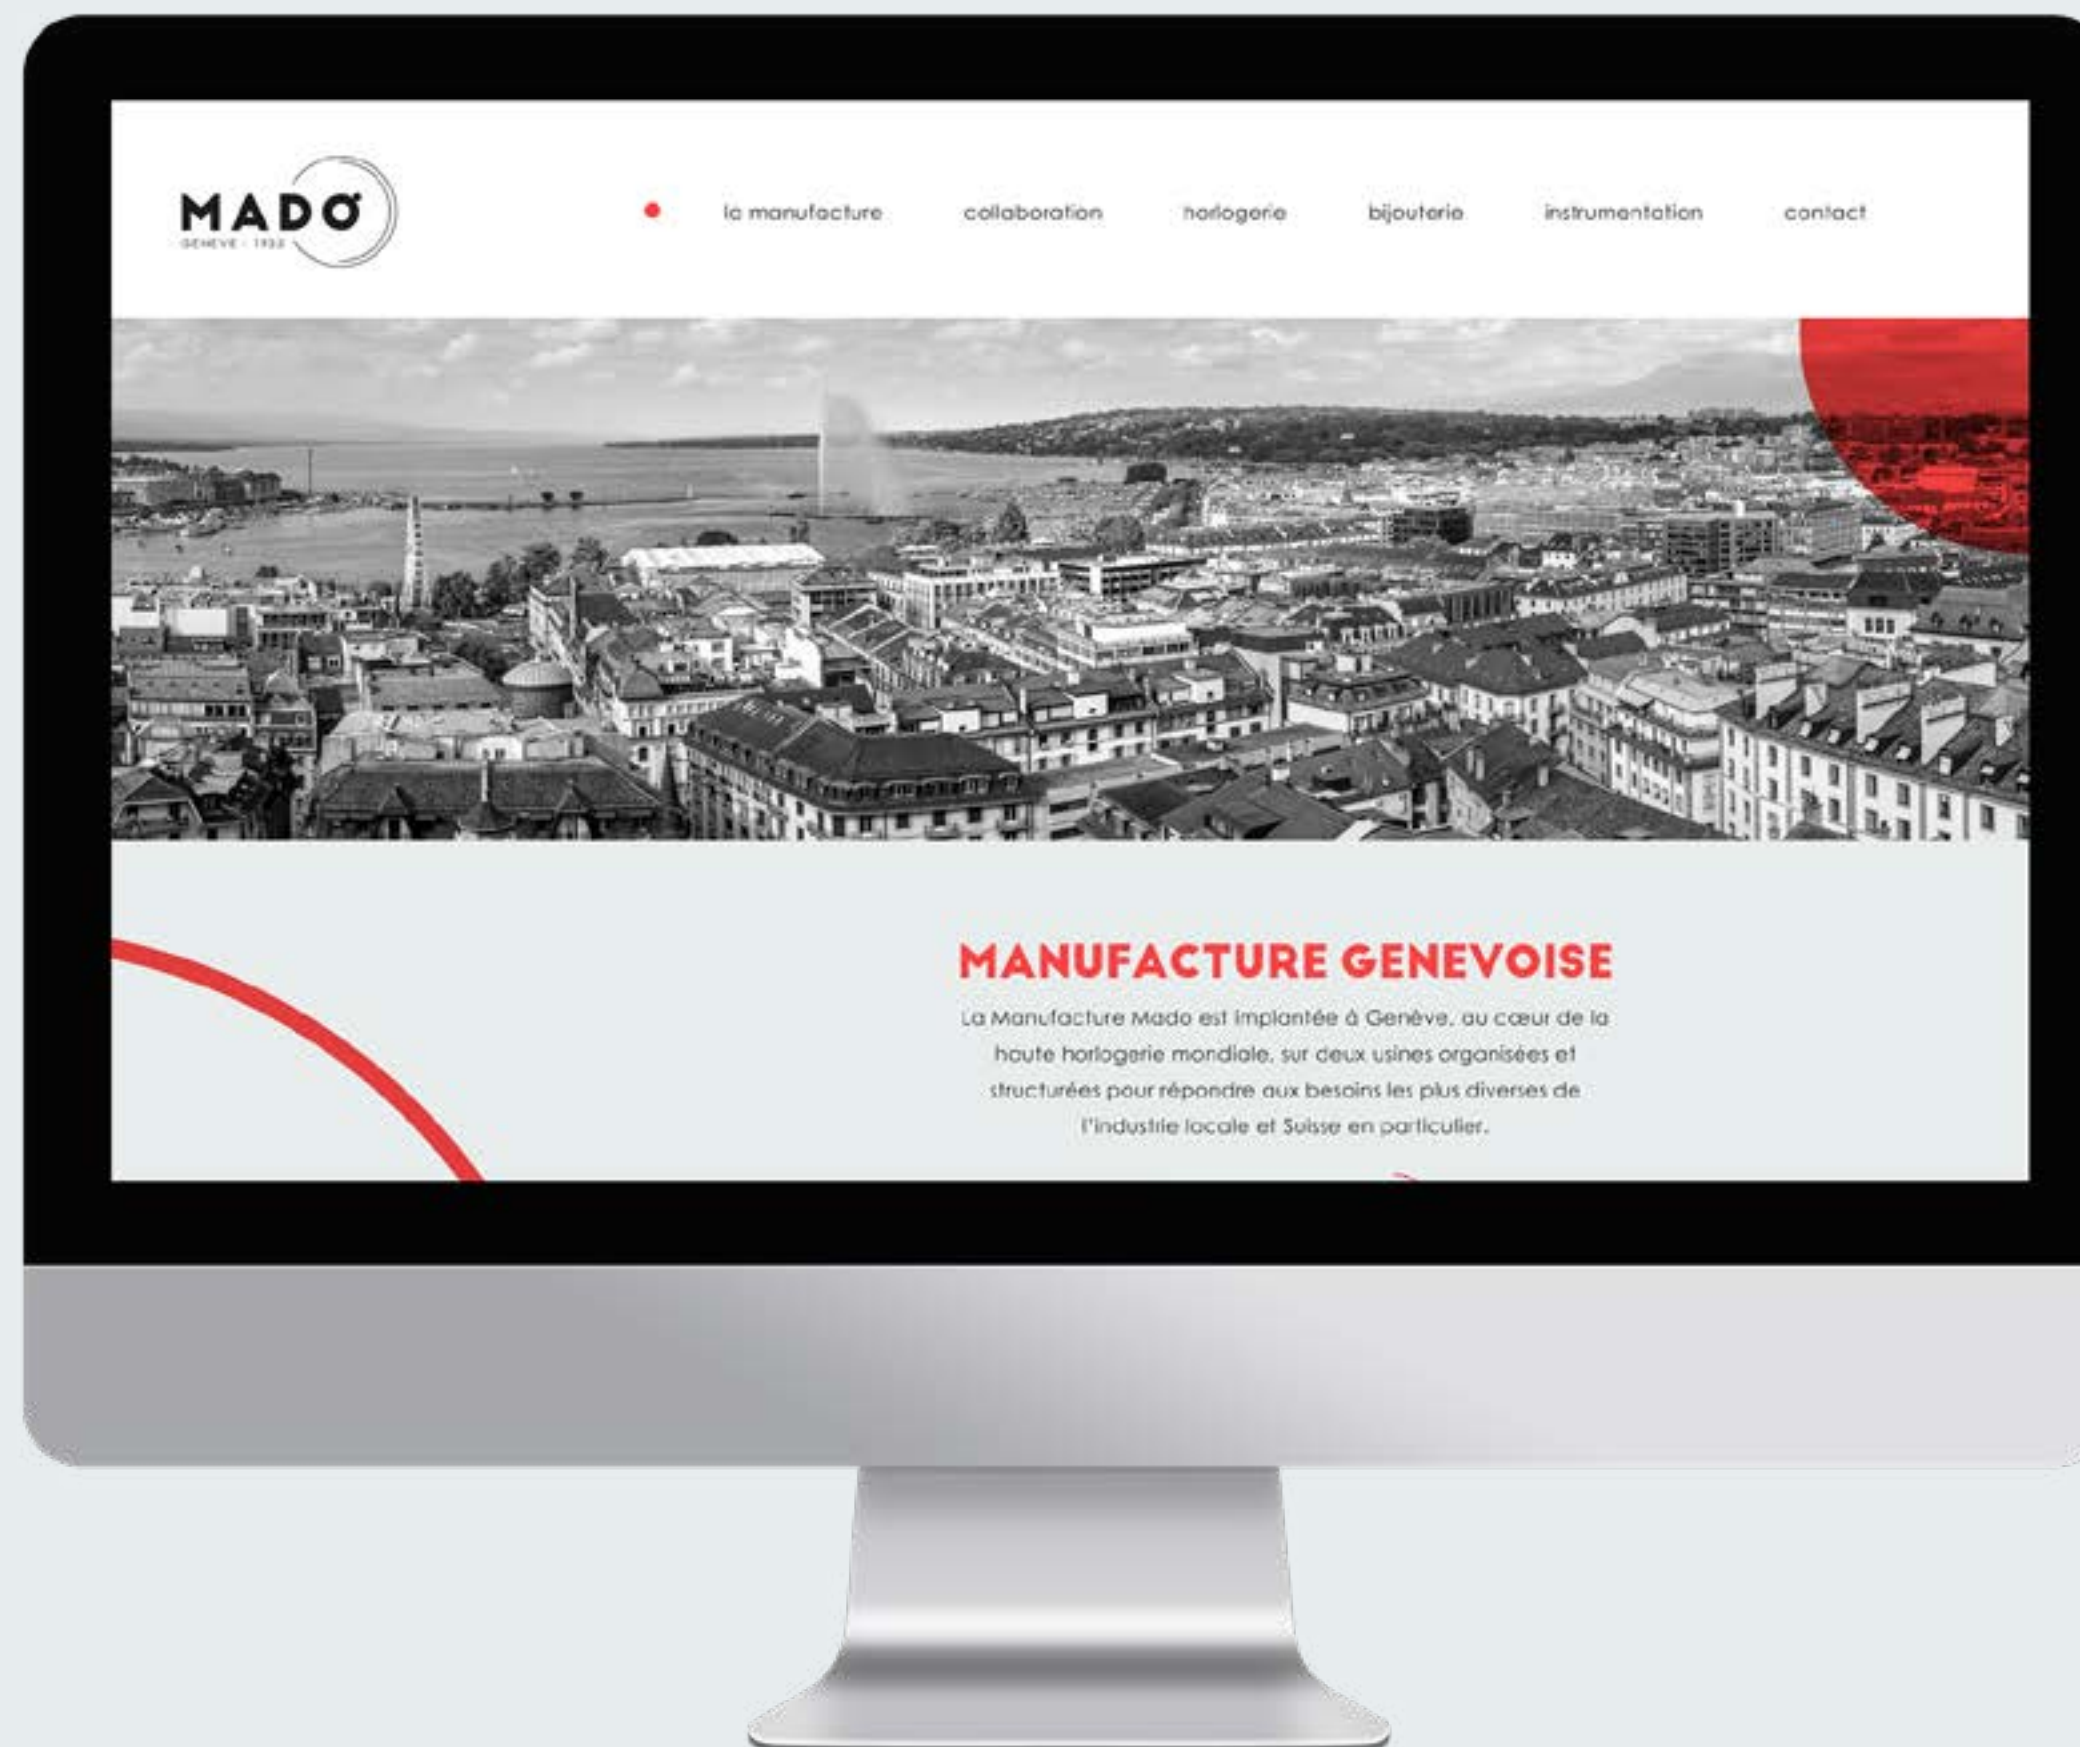 MADO
GENÈVE
la manufacture
collaboration
horlogerie
bijouterie
instrumentation
contact
MANUFACTURE GENEVOISE
La Manufacture Mado est implantée à Genève, au cœur de la
haute horlogerie mondiale, sur deux usines organisées et
structurées pour répondre aux besoins les plus diverses de
l'industrie locale et Suisse en particulier.